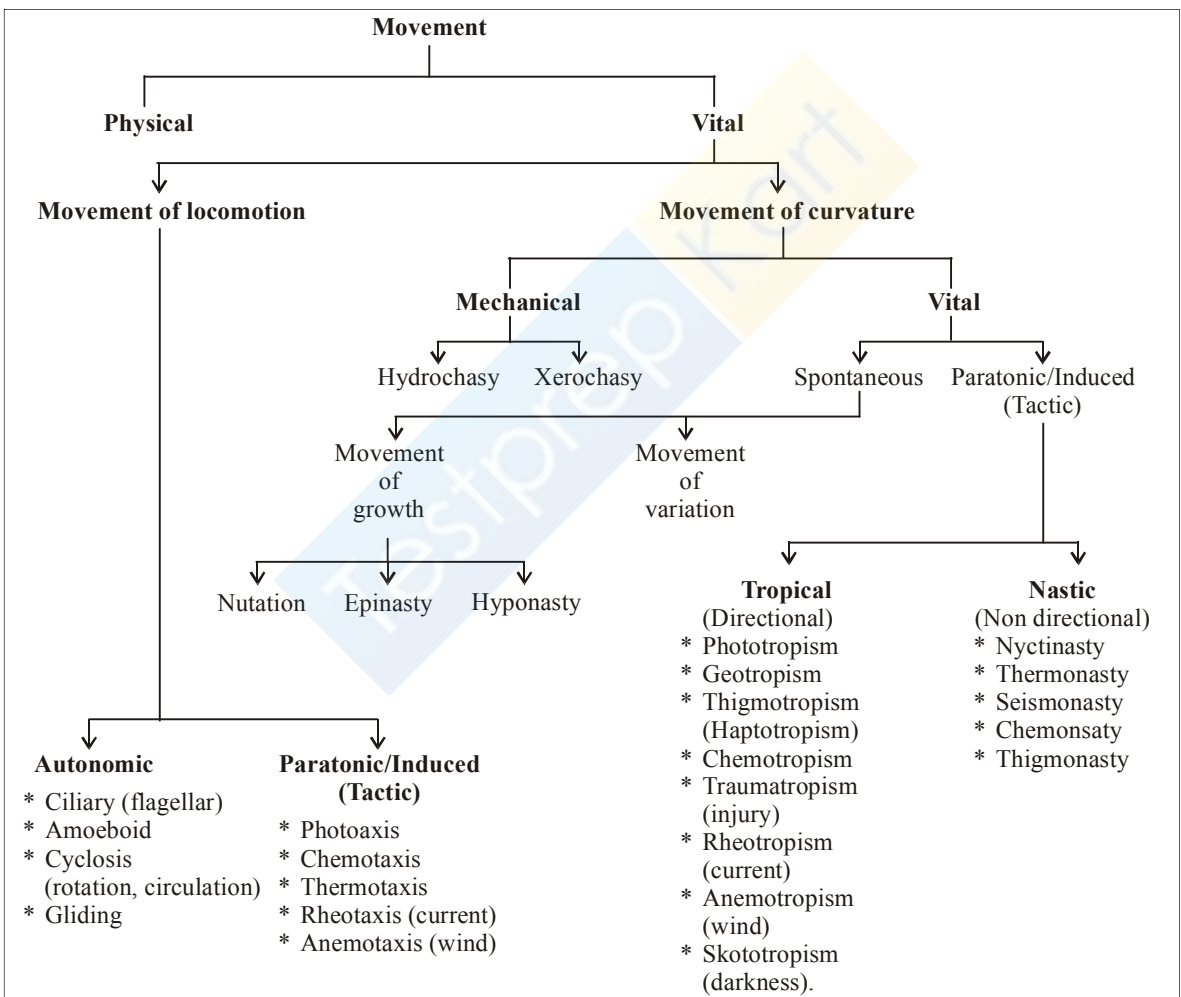 Movement
Physical
Vital
Movement of locomotion
Movement of curvature
Mechanical
Vital
Hydrochasy
Xerochasy
Spontaneous
Paratonic/Induced
(Tactic)
Movement
of
growth
Movement
of
variation
Nutation
Epinasty
Hyponasty
Tropical
(Directional)
* Phototropism
* Geotropism
* Thigmotropism
(Haptotropism)
* Chemotropism
* Traumatropism
(injury)
* Rheotropism
(current)
* Anemotropism
(wind)
* Skototropism
(darkness).
Nastic
(Non directional)
* Nyctinasty
* Thermonasty
* Seismonasty
* Chemonsaty
* Thigmonasty
Autonomic
* Ciliary (flagellar)
* Amoeboid
* Cyclosis
(rotation, circulation)
* Gliding
Paratonic/Induced
(Tactic)
* Photoaxis
* Chemotaxis
* Thermotaxis
* Rheotaxis (current)
* Anemotaxis (wind)
Testprep Kart